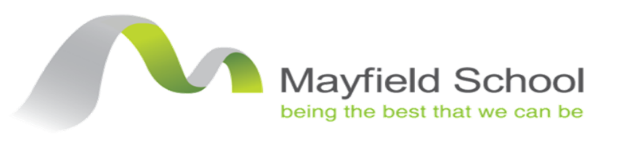 Mayfield School
being the best that we can be